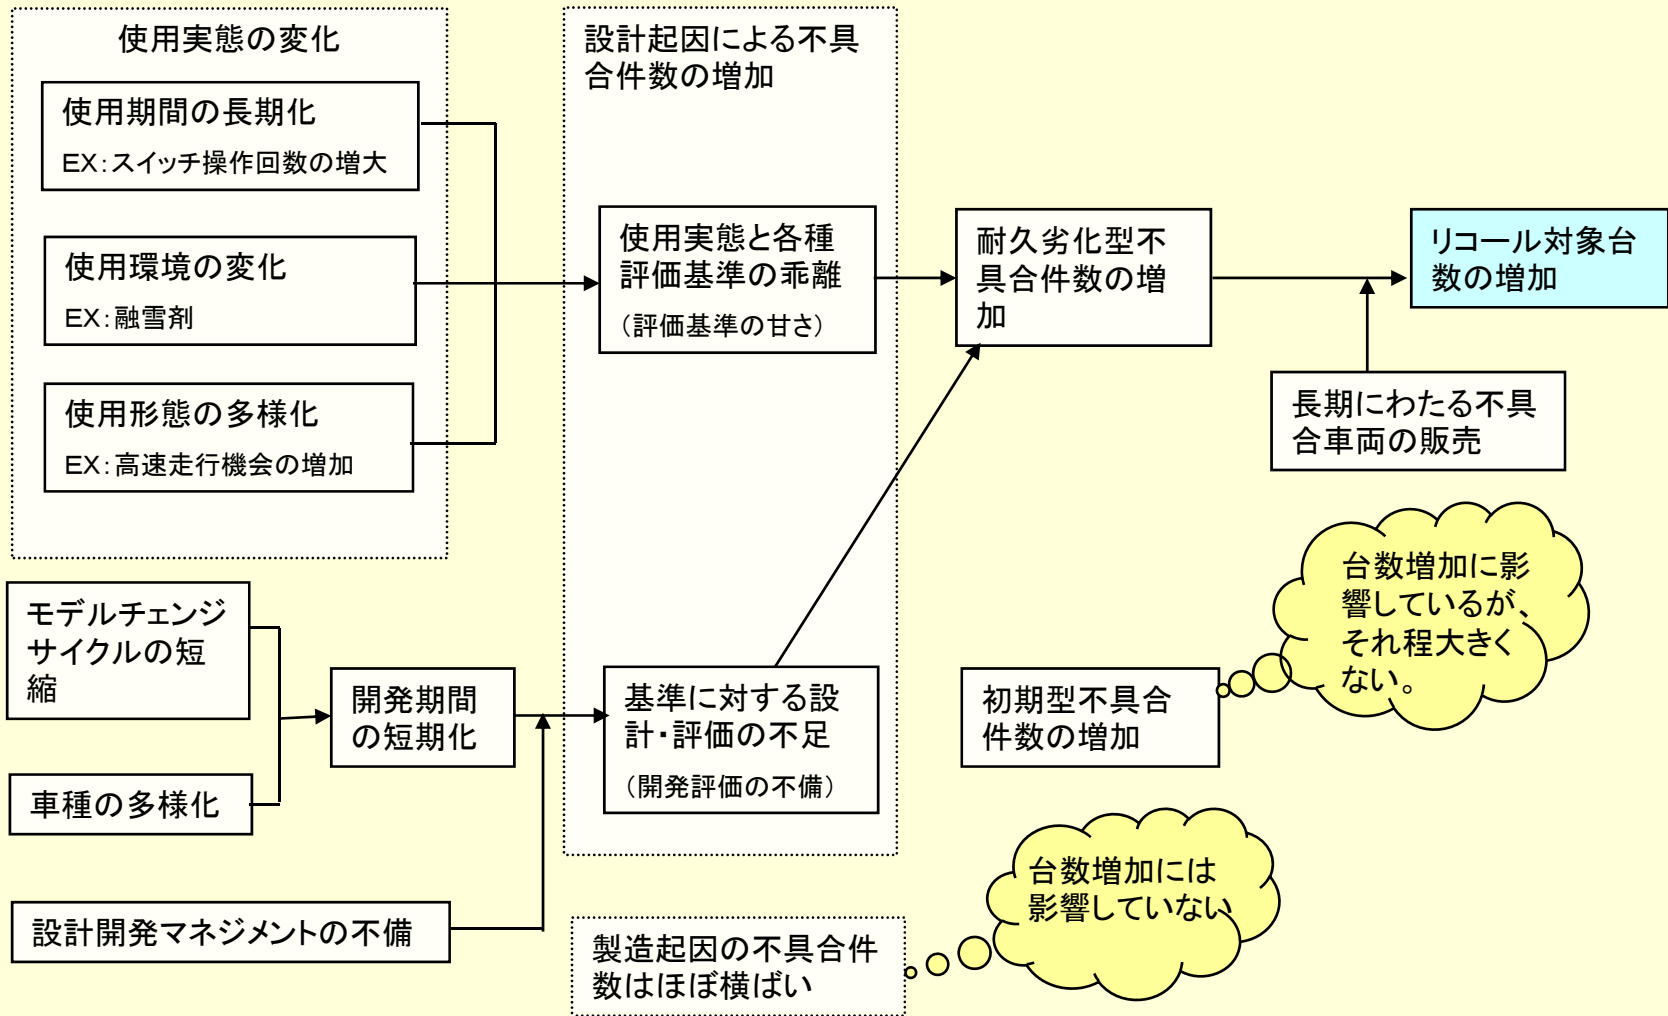 使用実態の変化
使用期間の長期化
EX：スイッチ操作回数の増大
使用環境の変化
EX：融雪剤
使用形態の多様化
EX：高速走行機会の増加
モデルチェンジ
サイクルの短
縮
車種の多様化
設計開発マネジメントの不備
開発期間
の短期化
設計起因による不具
合件数の増加
使用実態と各種
評価基準の乖離
（評価基準の甘さ）
基準に対する設
計・評価の不足
（開発評価の不備）
製造起因の不具合件
数はほぼ横ばい
台数増加には
影響していない
耐久劣化型不
具合件数の増
加
初期型不具合
件数の増加
台数増加に影
響しているが、
それ程大きく
ない。
リコール対象台
数の増加
長期にわたる不具
合車両の販売